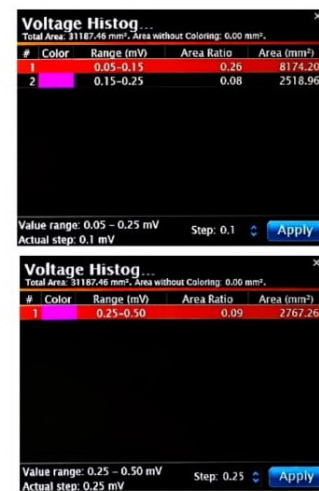 Voltage Histog...
Total Area: 31187.46 mm², Area without Coloring: 0.00 mm².
# Color Range (mV) Area Ratio Area (mm²)
1 0.05-0.15 0.26 8174.20
2 0.15-0.25 0.08 2518.96
Value range: 0.05 - 0.25 mV
Step: 0.1 Apply
Actual step: 0.1 mV
Voltage Histog...
Total Area: 31187.46 mm², Area without Coloring: 0.00 mm².
# Color Range (mV) Area Ratio Area (mm²)
1 0.25-0.50 0.09 2767.26
Value range: 0.25 - 0.50 mV
Step: 0.25 Apply
Actual step: 0.25 mV